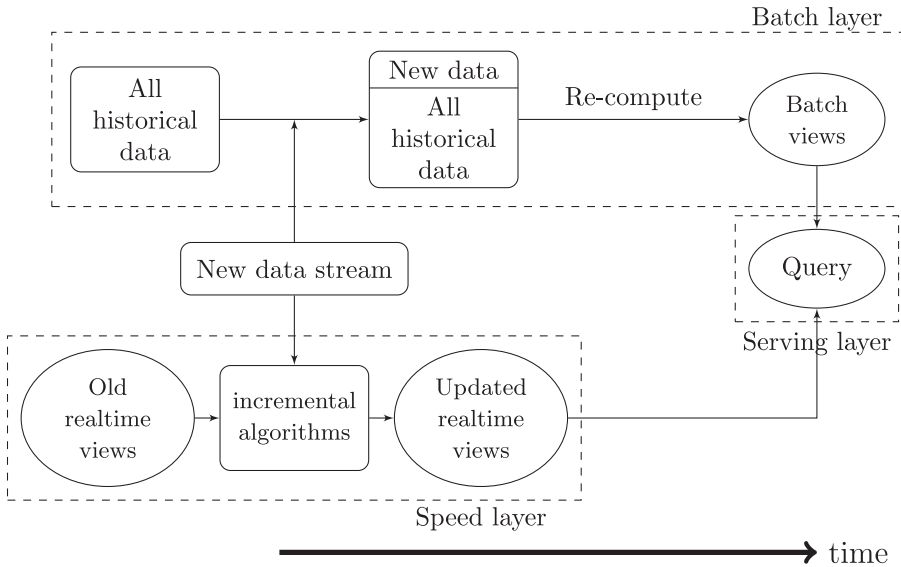 Batch layer
All
historical
data
New data
All
historical
data
Re-compute
Batch
views
New data stream
Query
Serving layer
Old
realtime
views
incremental
algorithms
Updated
realtime
views
Speed layer
time